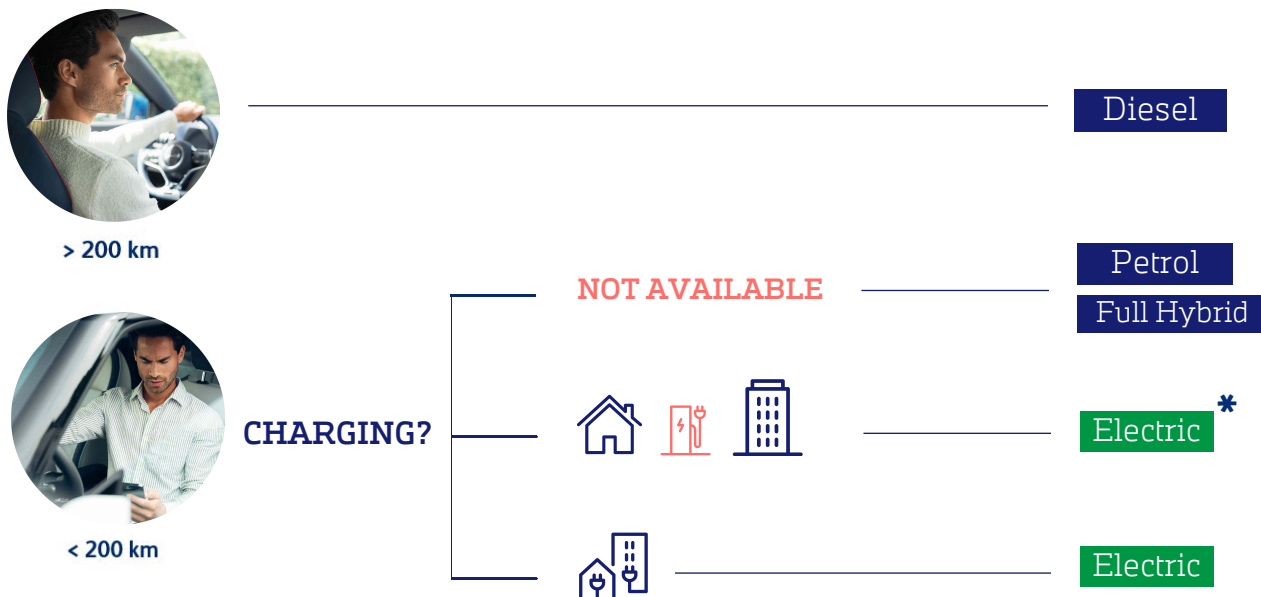 Diesel
> 200 km
NOT AVAILABLE
Petrol
Full Hybrid
CHARGING?
Electric *
< 200 km
Electric